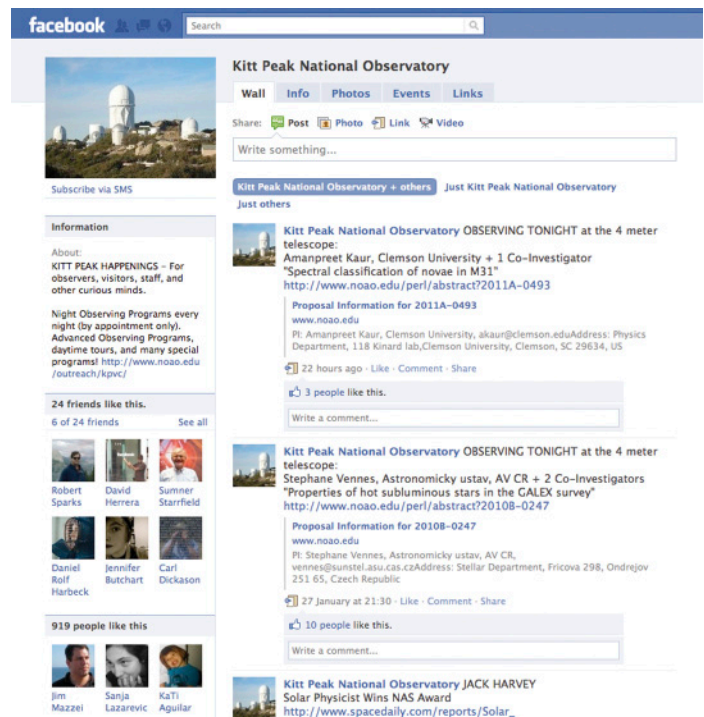 facebook
Search
Kitt Peak National Observatory
Wall Info Photos Events Links
Share: Post Photo Link Video
Write something...
Subscribe via SMS
Kitt Peak National Observatory + others Just Kitt Peak National Observatory
Just others
Information
About:
KITT PEAK HAPPENINGS – For
observers, visitors, staff, and
other curious minds.
Night Observing Programs every
night (by appointment only).
Advanced Observing Programs,
daytime tours, and many special
programs! http://www.noao.edu
/outreach/kpvc/
24 friends like this.
6 of 24 friends See all
Robert
Sparks
David
Herrera
Sumner
Starrfield
Daniel
Rolf
Harbeck
Jennifer
Butchart
Carl
Dickason
919 people like this
Jim
Mazzei
Sanja
Lazarevic
KaTi
Aguilar
Kitt Peak National Observatory OBSERVING TONIGHT at the 4 meter
telescope:
Amanpreet Kaur, Clemson University + 1 Co-Investigator
"Spectral classification of novae in M31"
http://www.noao.edu/perl/abstract?2011A-0493
Proposal Information for 2011A-0493
www.noao.edu
PI: Amanpreet Kaur, Clemson University, akaur@clemson.eduAddress: Physics
Department, 118 Kinard lab,Clemson University, Clemson, SC 29634, US
22 hours ago · Like · Comment · Share
3 people like this.
Write a comment...
Kitt Peak National Observatory OBSERVING TONIGHT at the 4 meter
telescope:
Stephane Vennes, Astronomicky ustav, AV CR + 2 Co-Investigators
"Properties of hot subluminous stars in the GALEX survey"
http://www.noao.edu/perl/abstract?2010B-0247
Proposal Information for 2010B-0247
www.noao.edu
PI: Stephane Vennes, Astronomicky ustav, AV CR,
vennes@sunstel.asu.cas.czAddress: Stellar Department, Fricova 298, Ondrejov
251 65, Czech Republic
27 January at 21:30 · Like · Comment · Share
10 people like this.
Write a comment...
Kitt Peak National Observatory JACK HARVEY
Solar Physicist Wins NAS Award
http://www.spacedaily.com/reports/Solar_